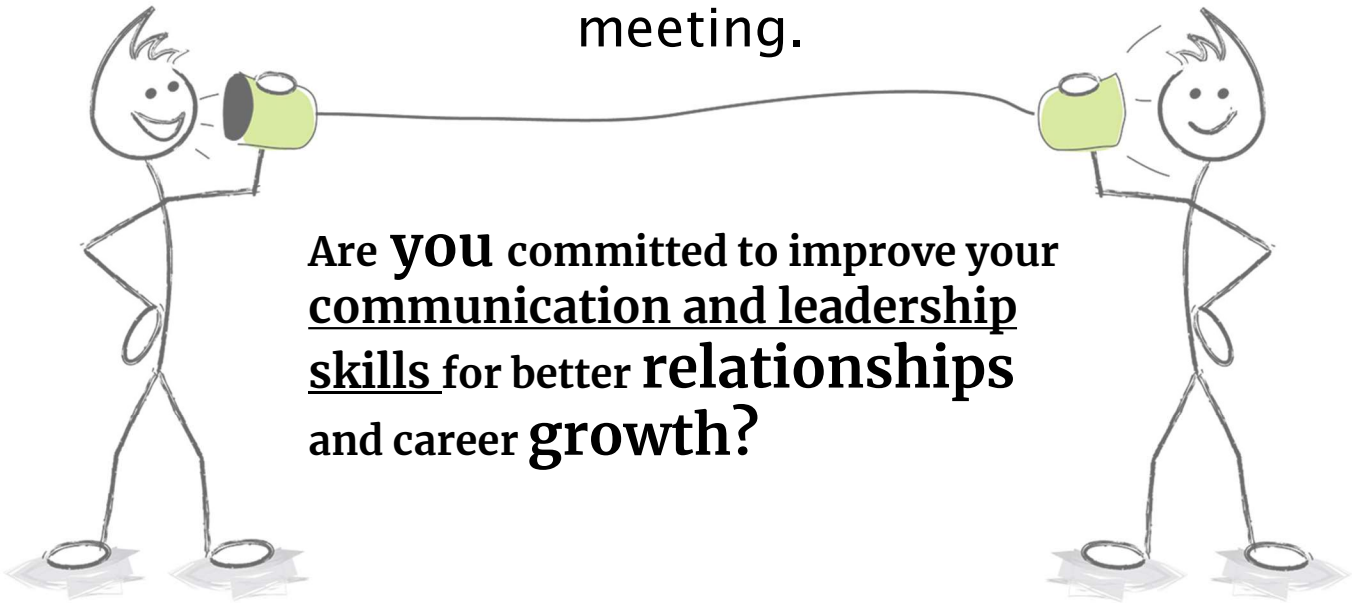 meeting.
Are you committed to improve your
communication and leadership
skills for better relationships
and career growth?